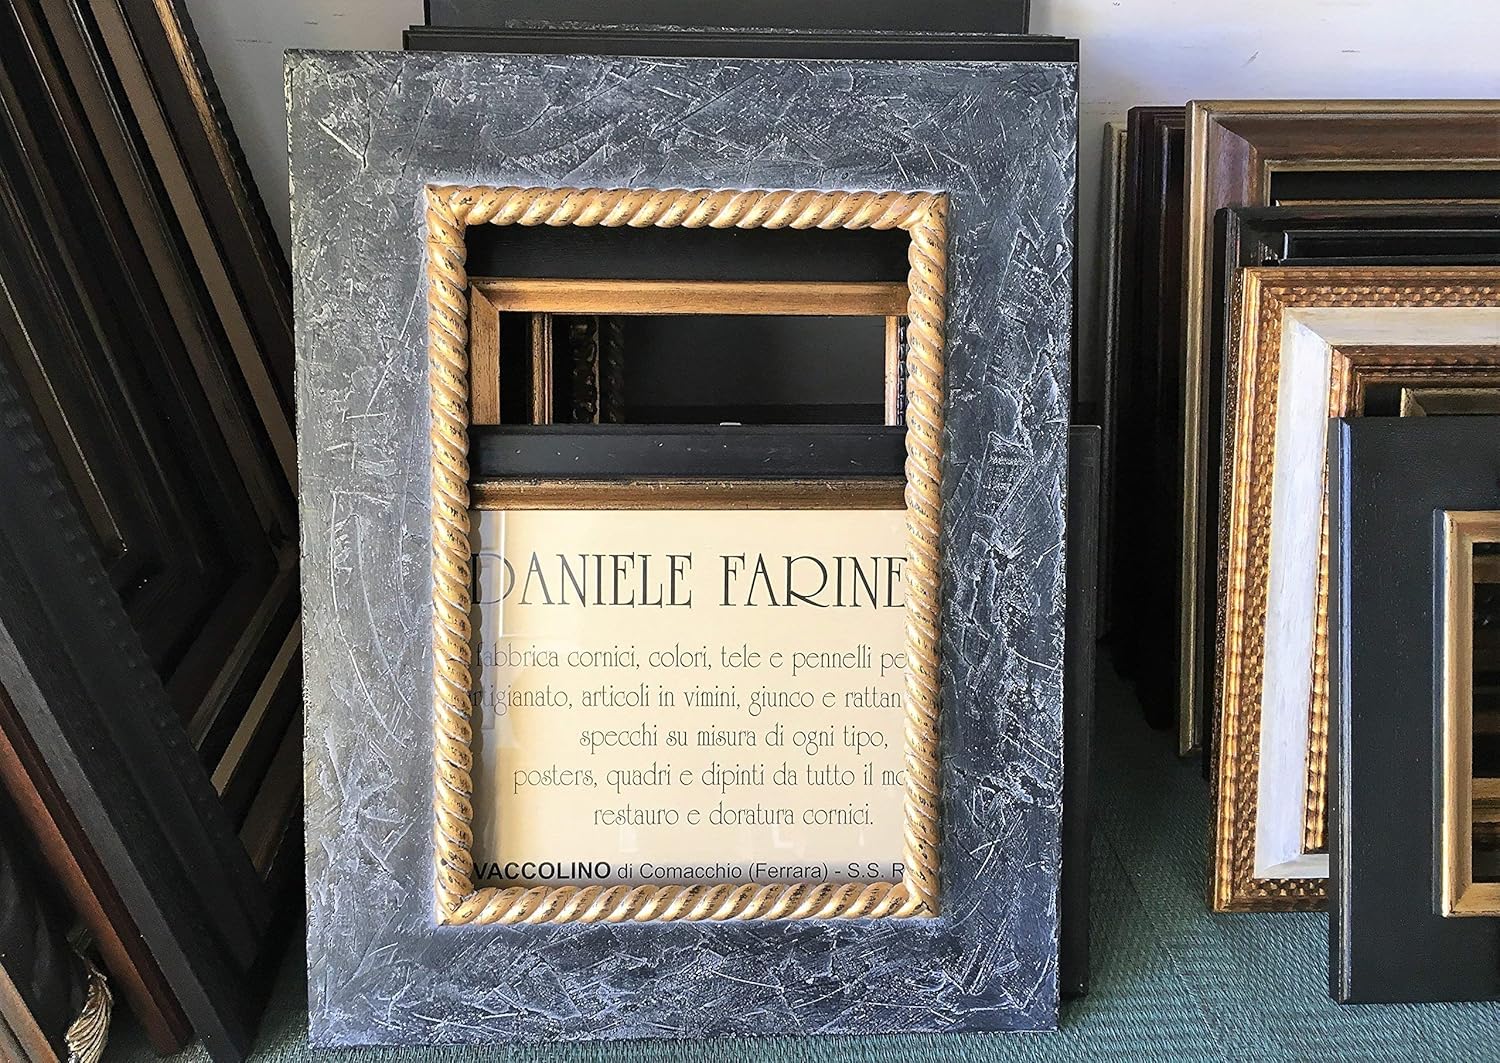 DANIELE FARINE
fabbrica cornici, colori, tele e pennelli pe
rtigianato, articoli in vimini, giunco e rattan
specchi su misura di ogni tipo,
posters, quadri e dipinti da tutto il mo
restauro e doratura cornici.
VACCOLINO di Comacchio (Ferrara) - S.S. R